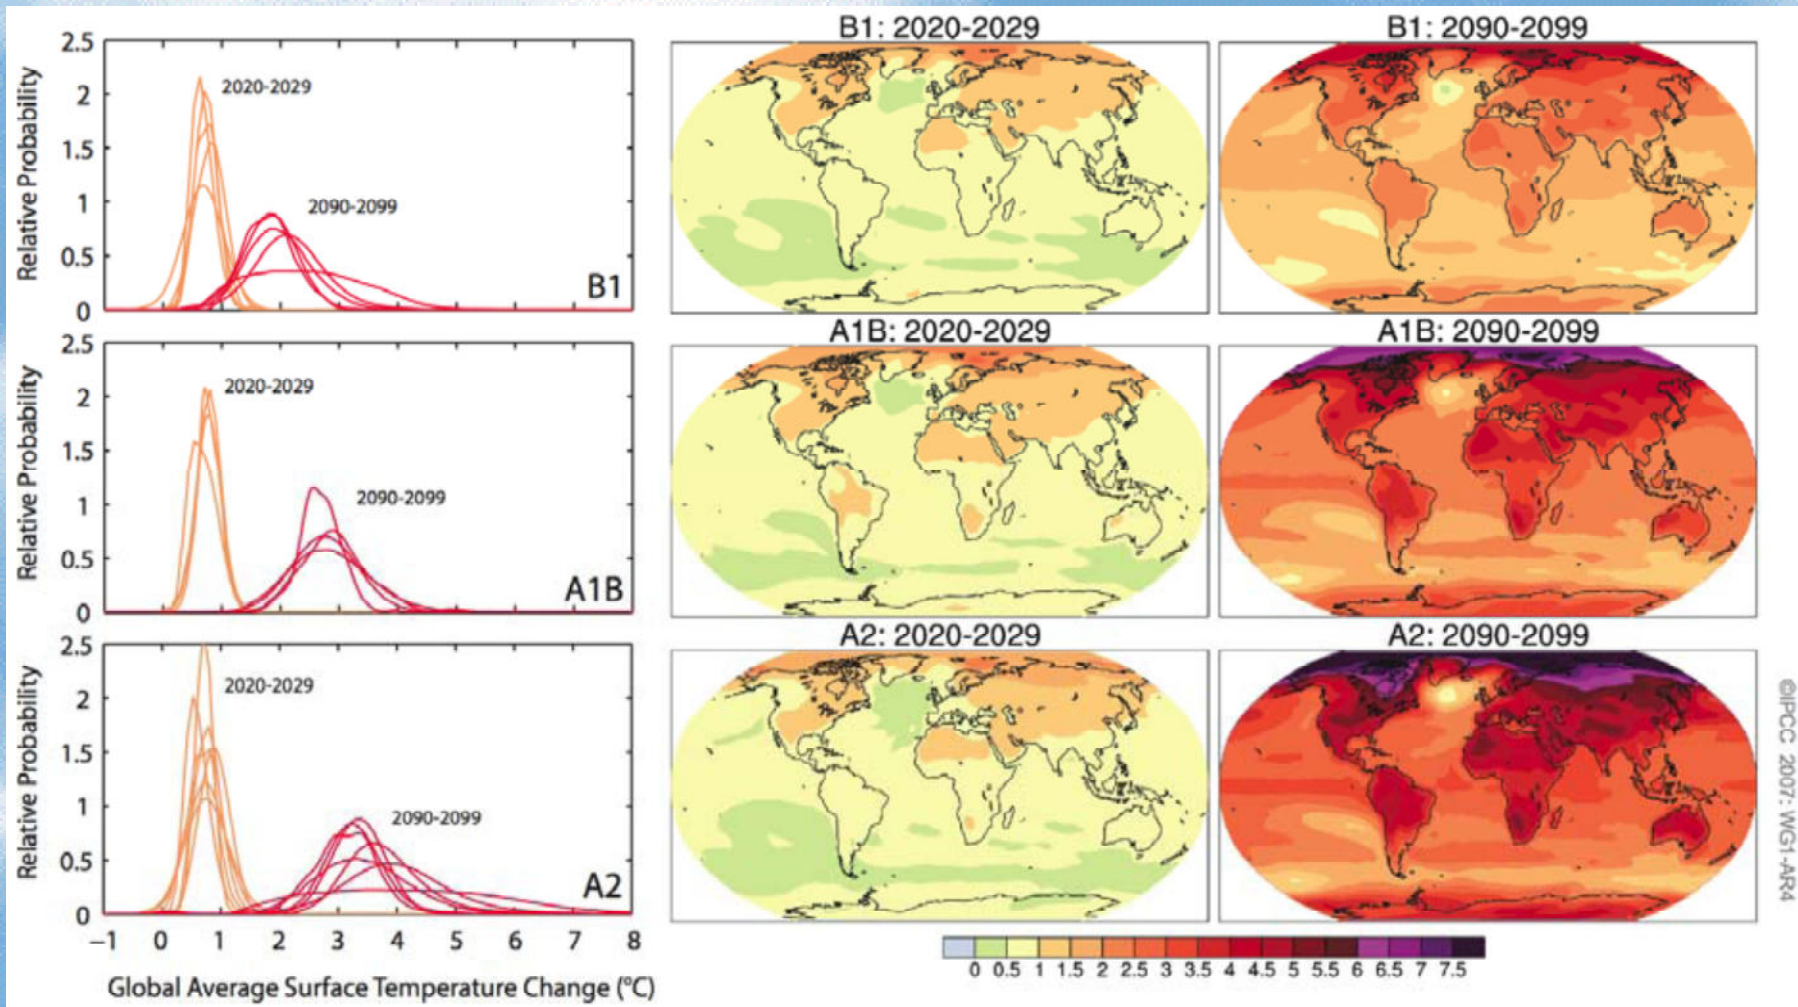 B1: 2020-2029
B1: 2090-2099
2.5
2
1.5
1
0.5
0
Relative Probability
2020-2029
2090-2099
B1
A1B: 2020-2029
A1B: 2090-2099
2.5
2
1.5
1
0.5
0
Relative Probability
2020-2029
2090-2099
A1B
A2: 2020-2029
A2: 2090-2099
2.5
2
1.5
1
0.5
0
Relative Probability
2020-2029
2090-2099
A2
−1 0 1 2 3 4 5 6 7 8
Global Average Surface Temperature Change (°C)
0 0.5 1 1.5 2 2.5 3 3.5 4 4.5 5 5.5 6 6.5 7 7.5
©IPCC 2007: WG1-AR4